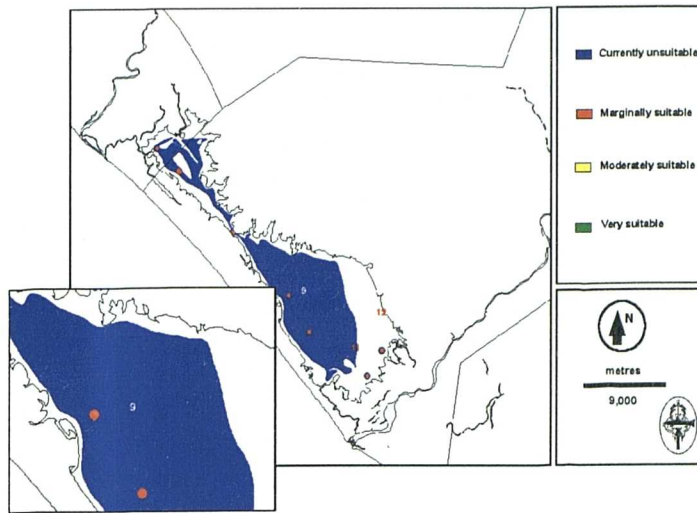 Currently unsuitable
Marginally suitable
Moderately suitable
Very suitable
9
12
9
N
metres
9,000